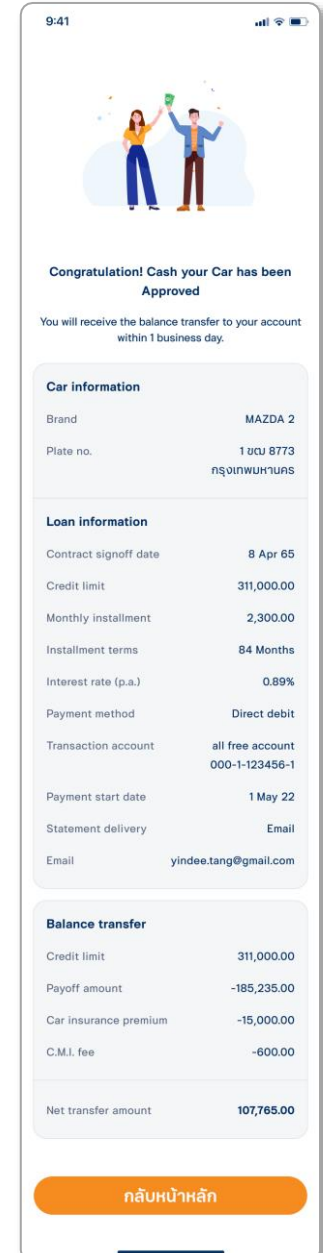 9:41
Congratulation! Cash your Car has been
Approved
You will receive the balance transfer to your account
within 1 business day.
Car information
Brand MAZDA 2
Plate no. 1 ขฒ 8773
กรุงเทพมหานคร
Loan information
Contract signoff date 8 Apr 65
Credit limit 311,000.00
Monthly installment 2,300.00
Installment terms 84 Months
Interest rate (p.a.) 0.89%
Payment method Direct debit
Transaction account all free account
000-1-123456-1
Payment start date 1 May 22
Statement delivery Email
Email yindee.tang@gmail.com
Balance transfer
Credit limit 311,000.00
Payoff amount -185,235.00
Car insurance premium -15,000.00
C.M.I. fee -600.00
Net transfer amount 107,765.00
กลับหน้าหลัก